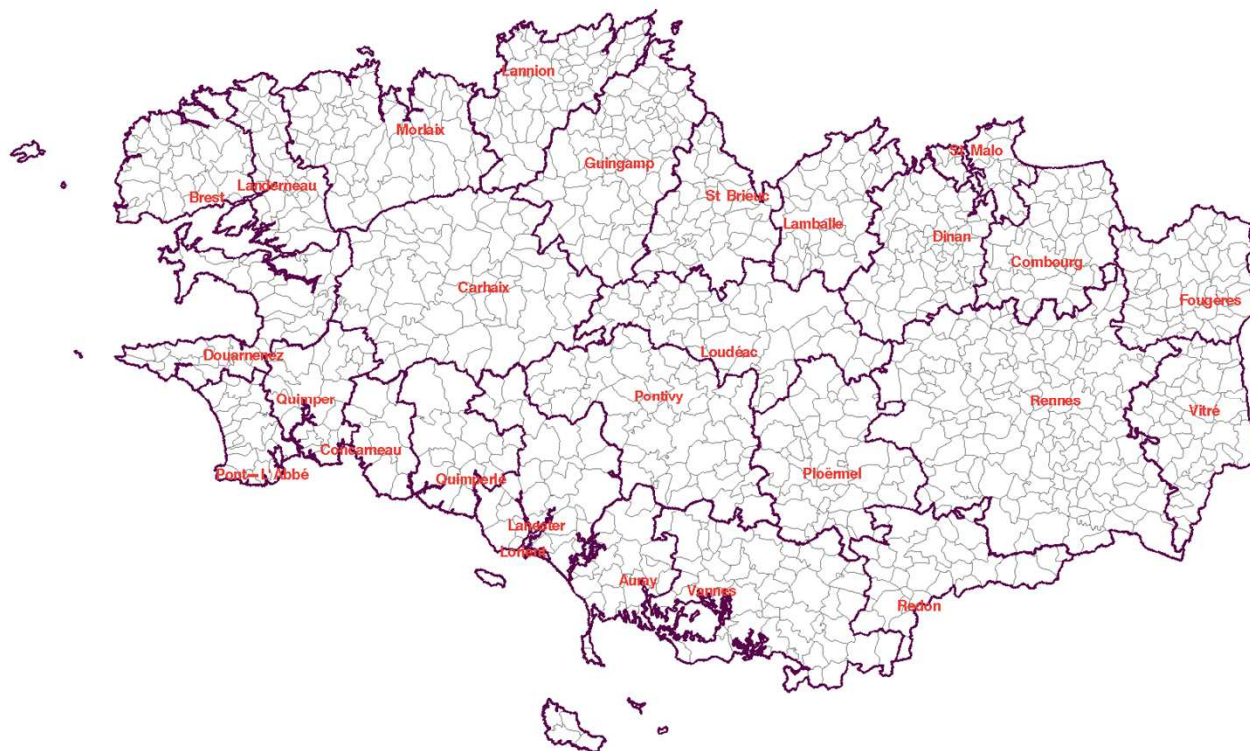 Lannion
Morlaix
St Malo
Guingamp
Landerneau
Brest
St Brieuc
Lamballe
Dinan
Combourg
Carhaix
Fougères
Douarnenez
Loudéac
Quimper
Pontivy
Rennes
Vitré
Concarneau
Pont-L'Abbé
Quimperlé
Ploërmel
Lanester
Lorient
Auray
Vannes
Redon